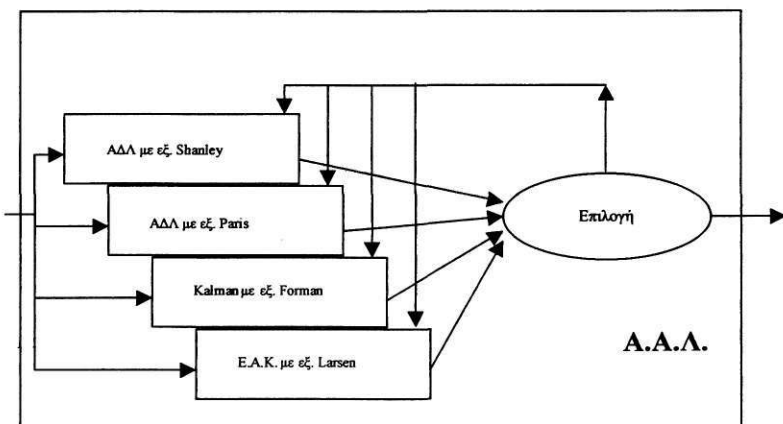 ΑΔΛ με εξ. Shanley
ΑΔΛ με εξ. Paris
Kalman με εξ. Forman
Ε.Α.Κ. με εξ. Larsen
Επιλογή
Α.Α.Λ.